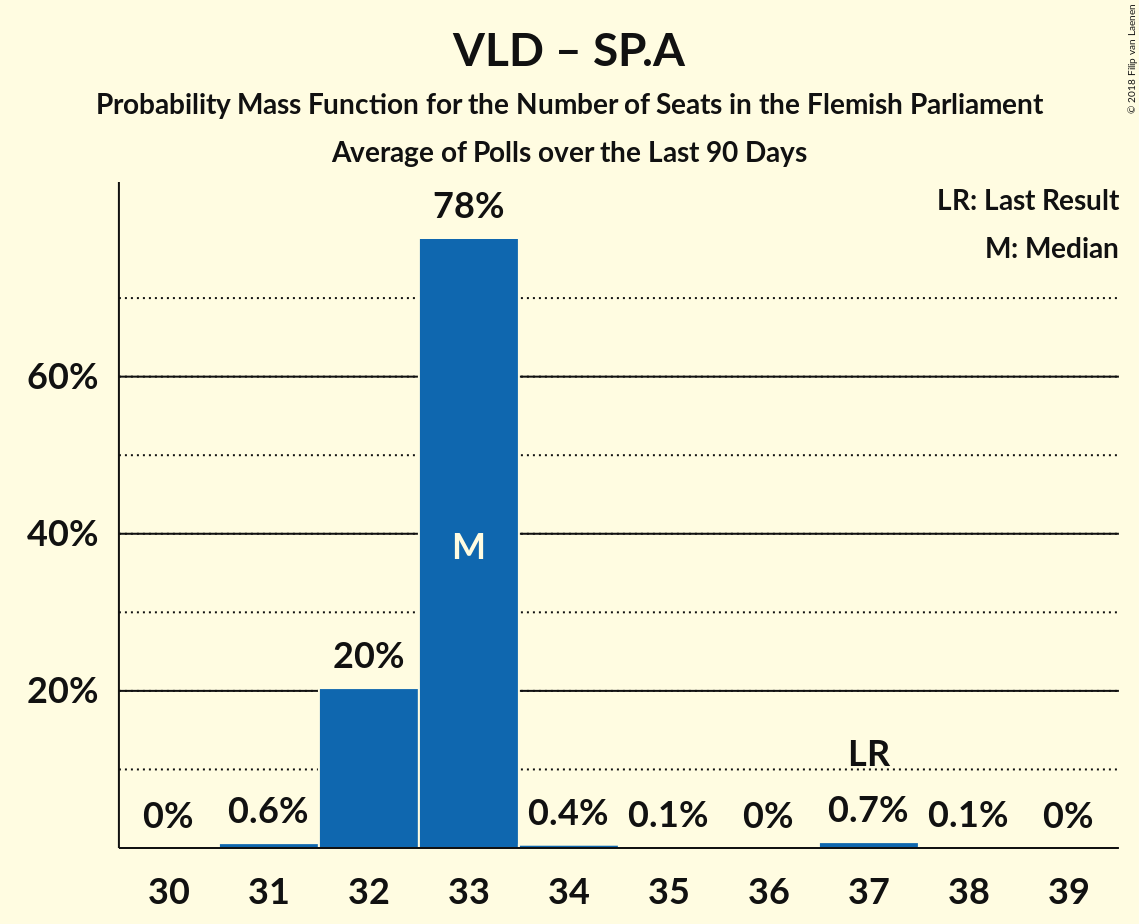 VLD – SP.A
Probability Mass Function for the Number of Seats in the Flemish Parliament
Average of Polls over the Last 90 Days
© 2018 Filip van Laenen
LR: Last Result
M: Median
78%
60%
40%
M
20%
20%
LR
0% 0.6% 0.4% 0.1% 0% 0.7% 0.1% 0%
30 31 32 33 34 35 36 37 38 39